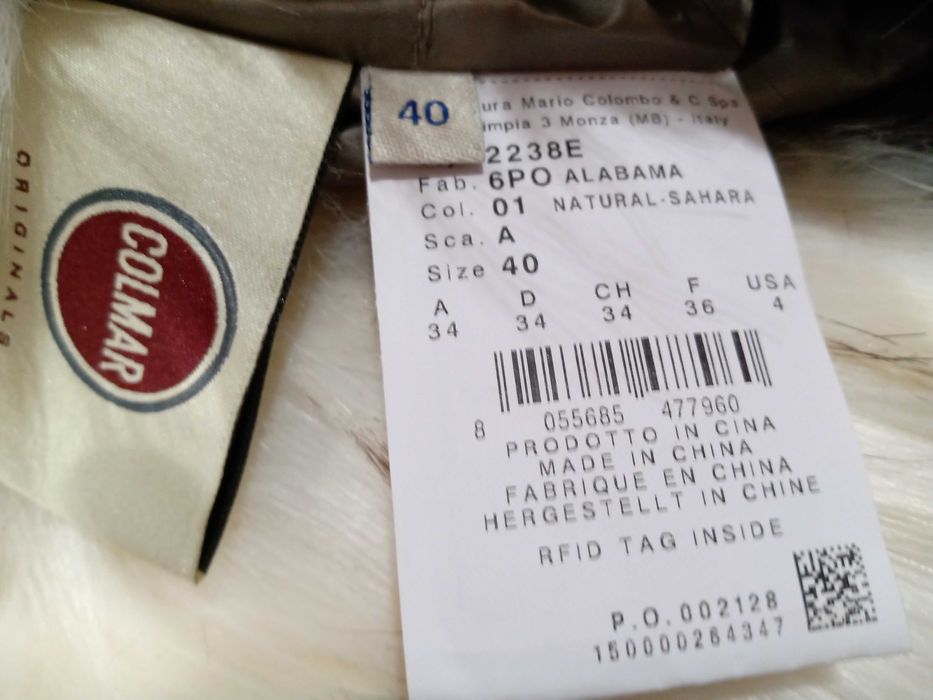 ORIGINALS
COLMAR
40
ura Mario Colombo & C Spa
impia 3 Monza (MB) - Italy
2238E
Fab. 6PO ALABAMA
Col. 01 NATURAL-SAHARA
Sca. A
Size 40
A D CH F USA
34 34 34 36 4
8 055685 477960
PRODOTTO IN CINA
MADE IN CHINA
FABRIQUE EN CHINA
HERGESTELLT IN CHINE
RFID TAG INSIDE
P.O. 002128
150000264347